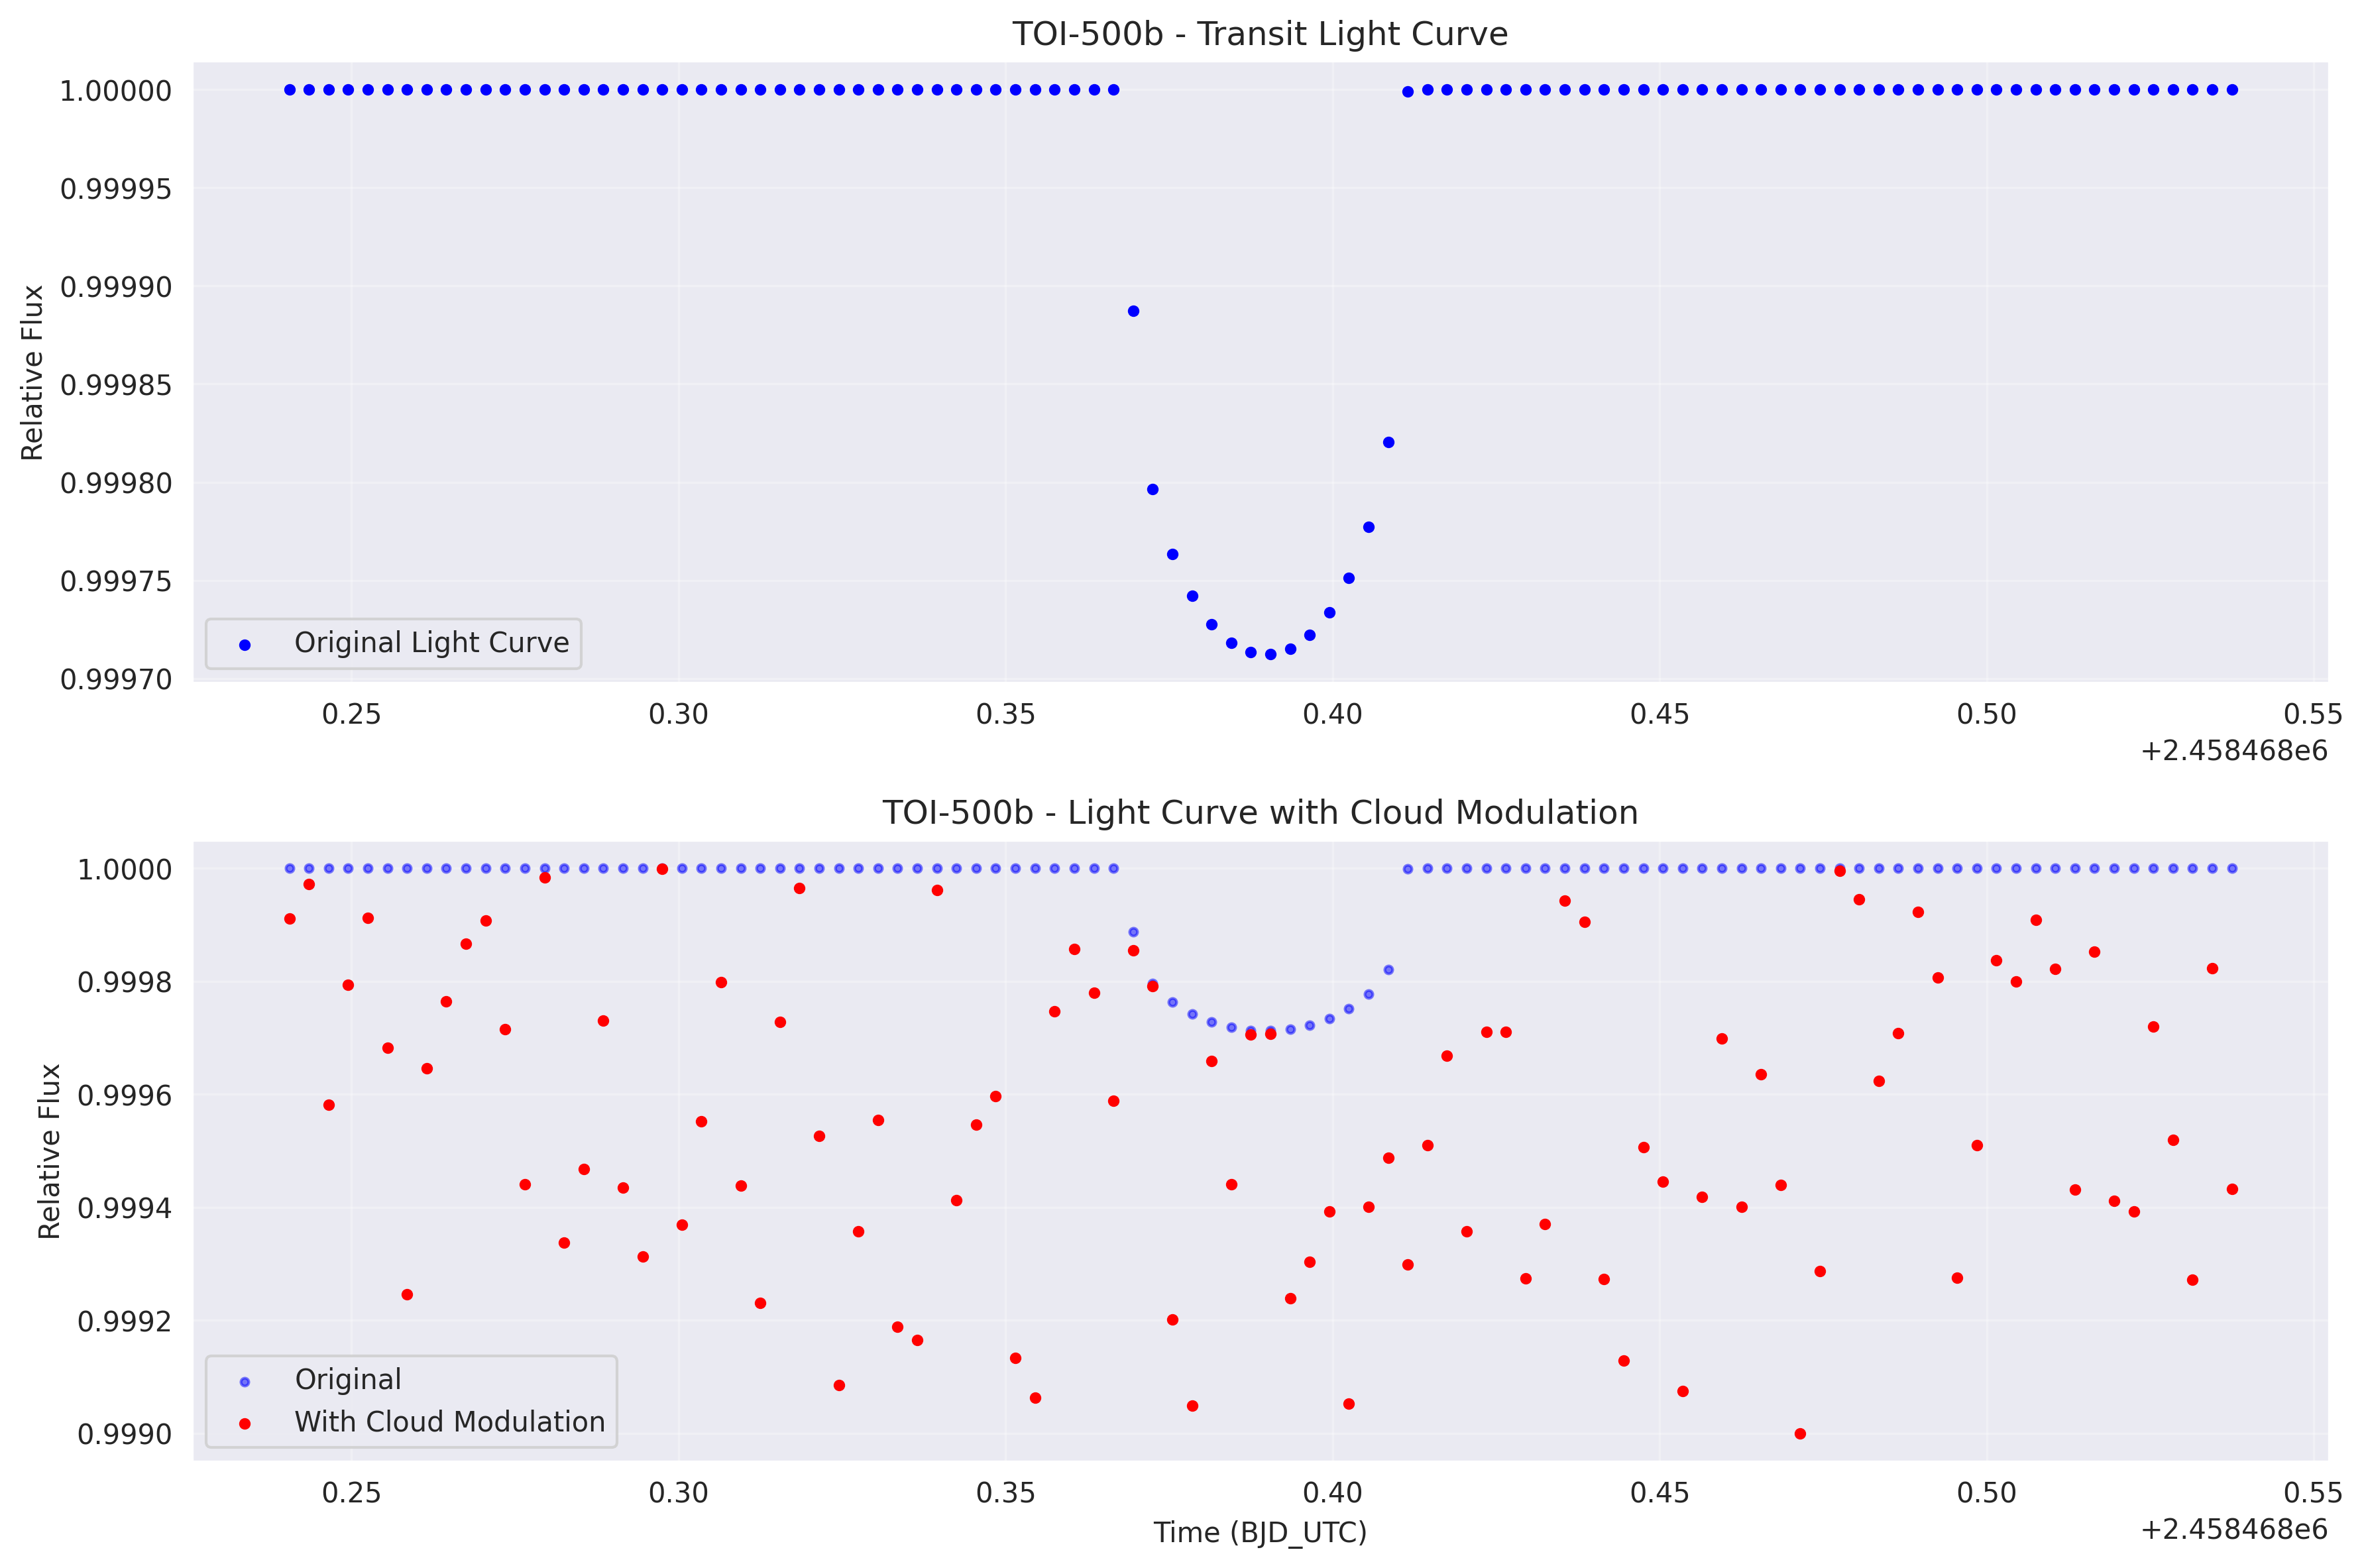 TOI-500b - Transit Light Curve
Relative Flux
1.00000
0.99995
0.99990
0.99985
0.99980
0.99975
0.99970
Original Light Curve
0.25 0.30 0.35 0.40 0.45 0.50 0.55
+2.458468e6
TOI-500b - Light Curve with Cloud Modulation
Relative Flux
1.0000
0.9998
0.9996
0.9994
0.9992
0.9990
Original
With Cloud Modulation
0.25 0.30 0.35 0.40 0.45 0.50 0.55
Time (BJD_UTC)
+2.458468e6